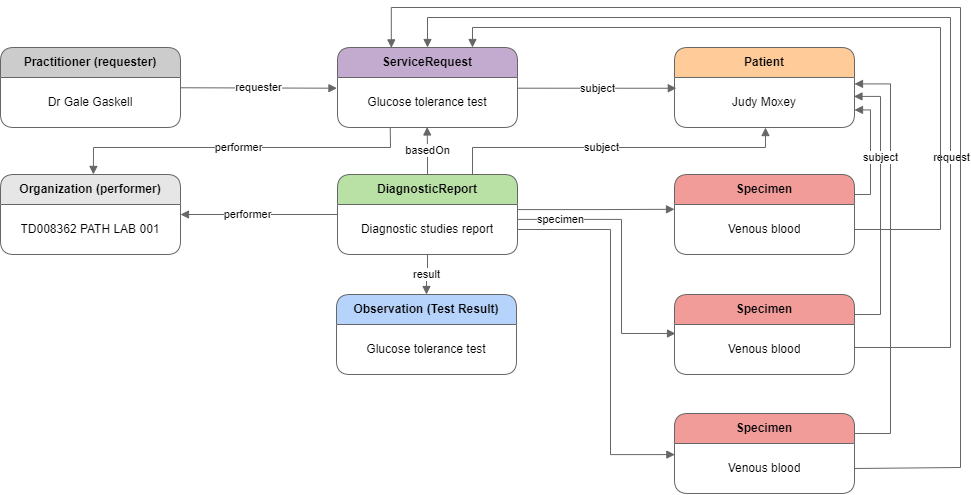 Practitioner (requester)
Dr Gale Gaskell
requester
ServiceRequest
Glucose tolerance test
subject
Patient
Judy Moxey
performer
basedOn
subject
subject
request
Organization (performer)
TD008362 PATH LAB 001
performer
DiagnosticReport
Diagnostic studies report
specimen
Specimen
Venous blood
result
Observation (Test Result)
Glucose tolerance test
Specimen
Venous blood
Specimen
Venous blood